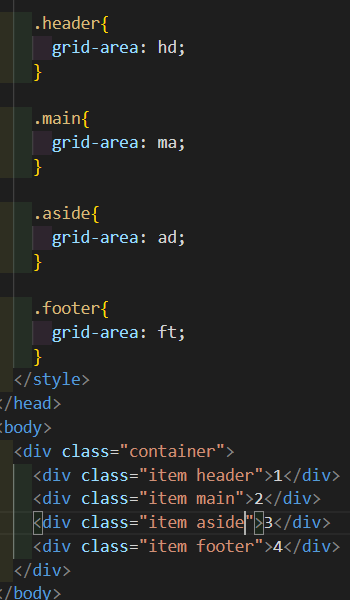 .header{
grid-area: hd;
}
.main{
grid-area: ma;
}
.aside{
grid-area: ad;
}
.footer{
grid-area: ft;
}
</style>
</head>
<body>
<div class="container">
<div class="item header">1</div>
<div class="item main">2</div>
<div class="item aside">3</div>
<div class="item footer">4</div>
</div>
</body>